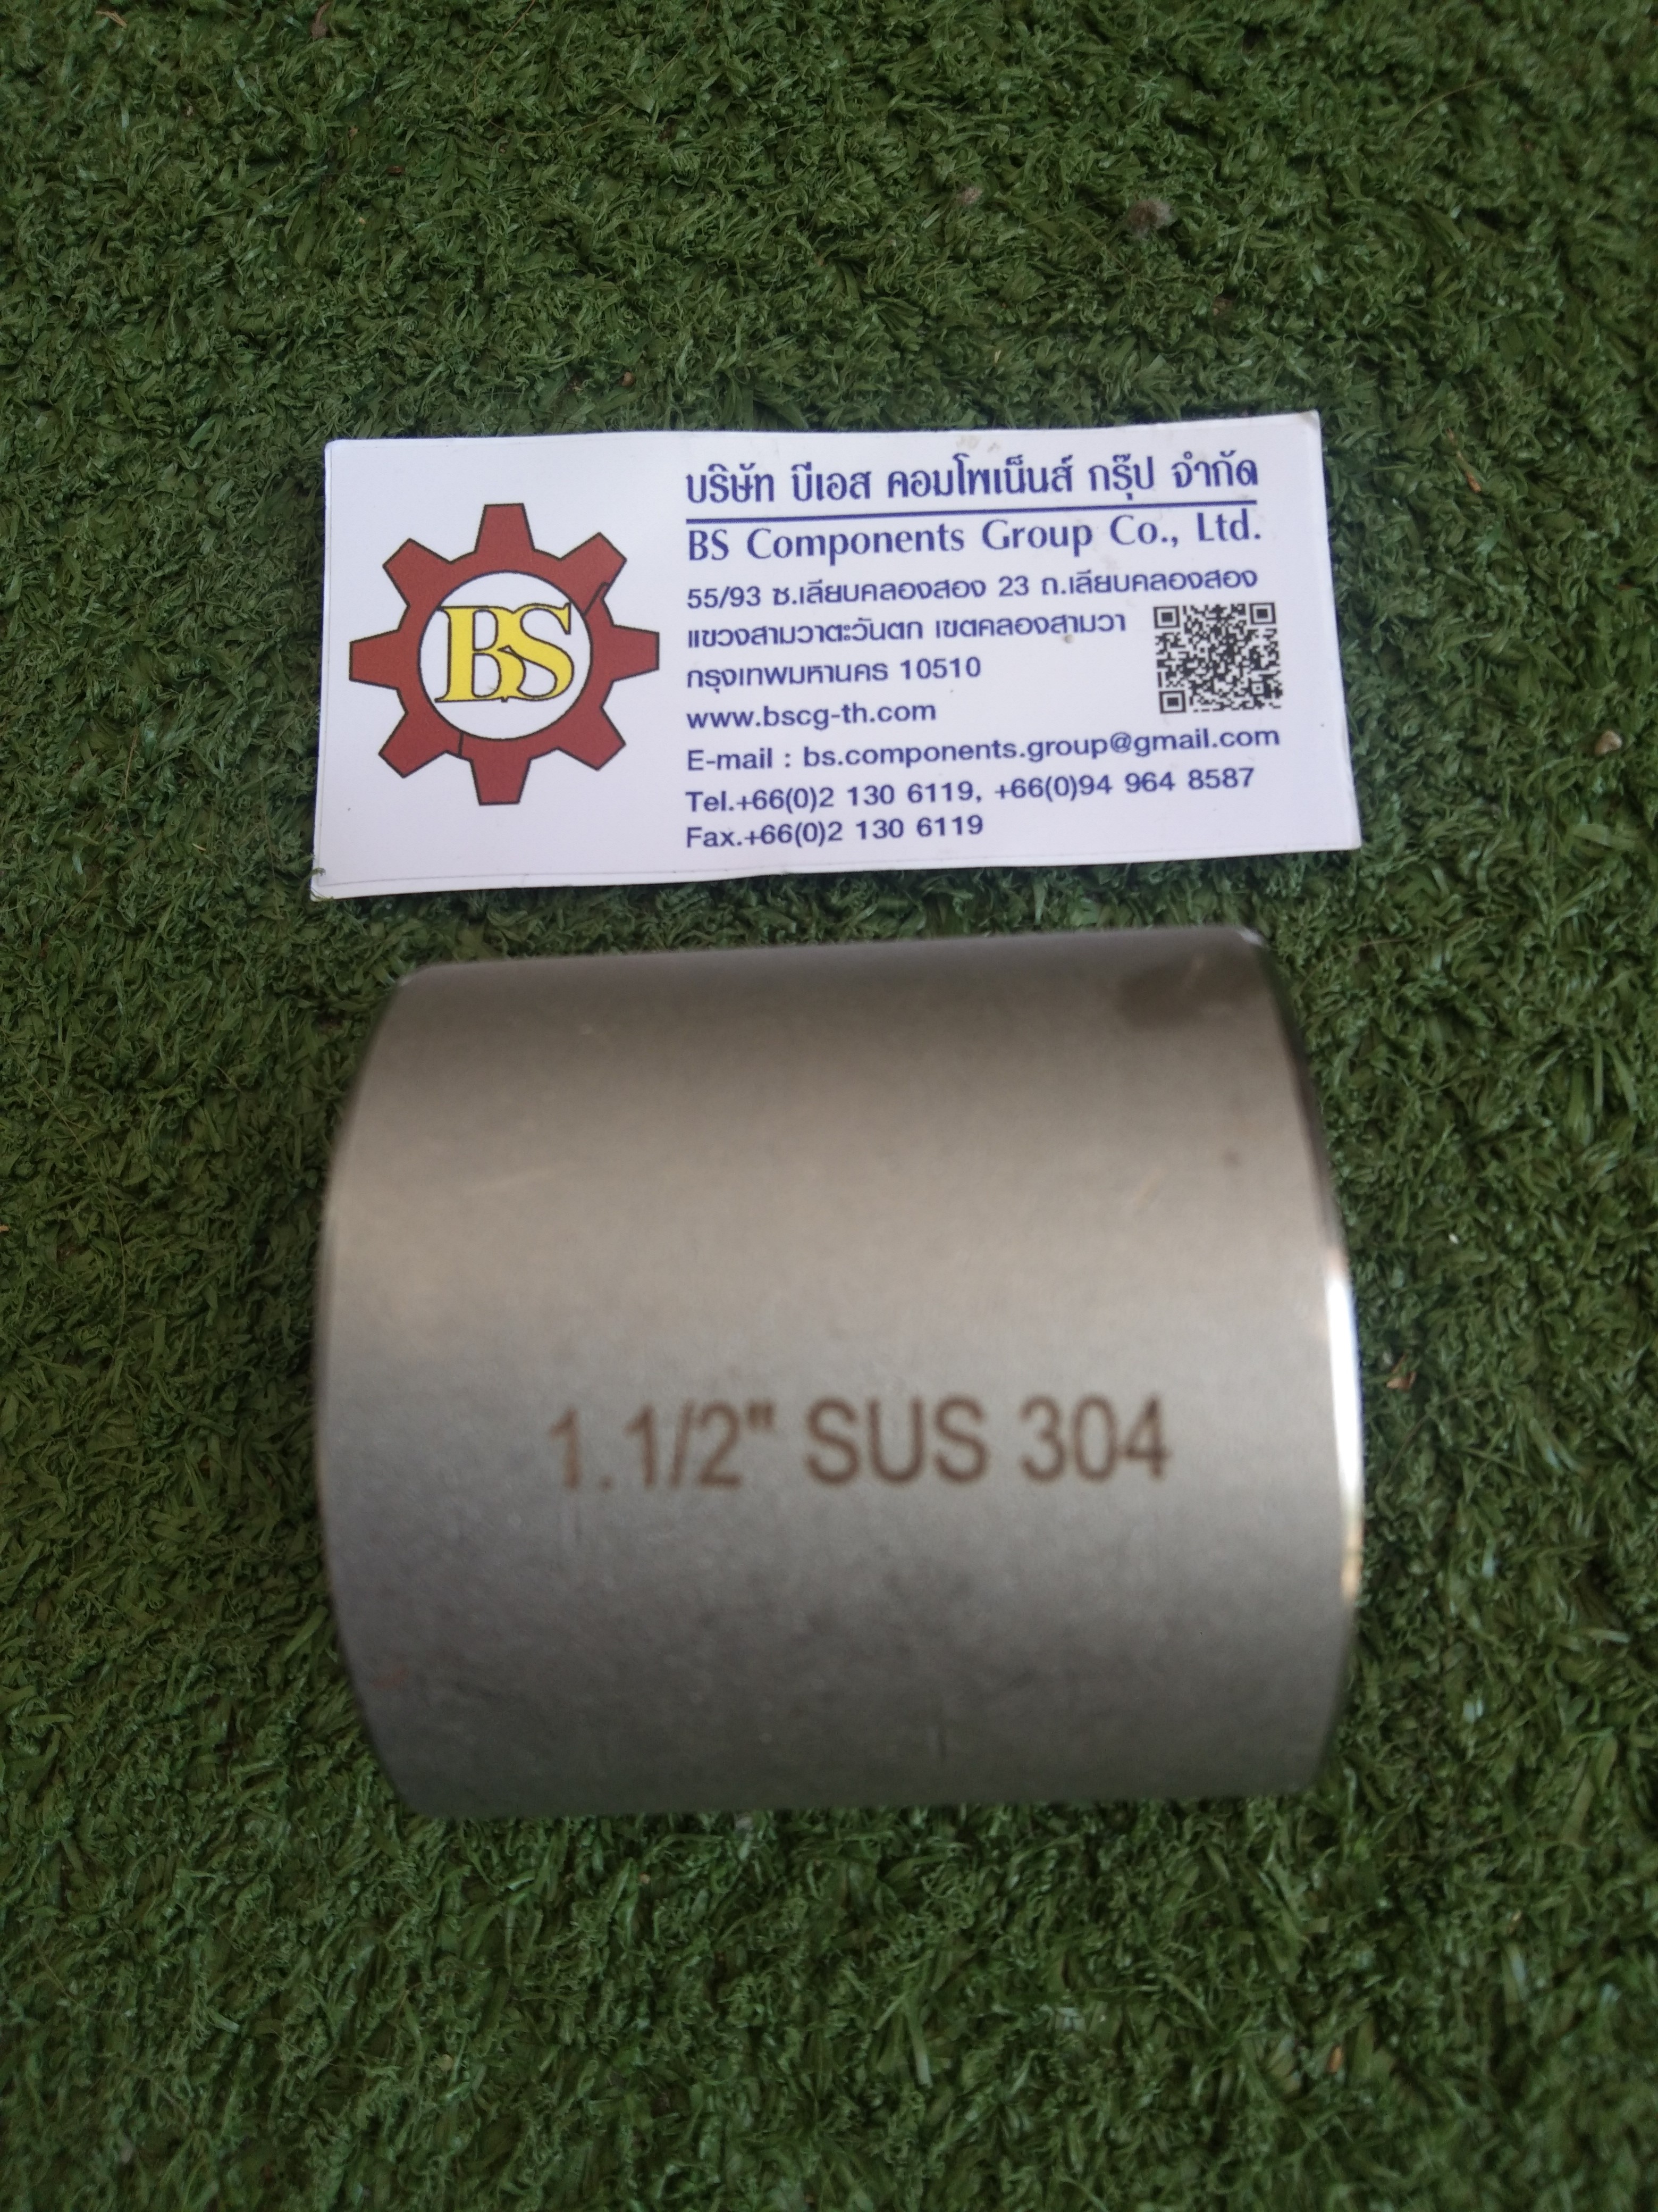 BS
บริษัท บีเอส คอมโพเน็นส์ กรุ๊ป จำกัด
BS Components Group Co., Ltd.
55/93 ซ.เลียบคลองสอง 23 ถ.เลียบคลองสอง
แขวงสามวาตะวันตก เขตคลองสามวา
กรุงเทพมหานคร 10510
www.bscg-th.com
E-mail : bs.components.group@gmail.com
Tel.+66(0)2 130 6119, +66(0)94 964 8587
Fax.+66(0)2 130 6119
1.1/2" SUS 304